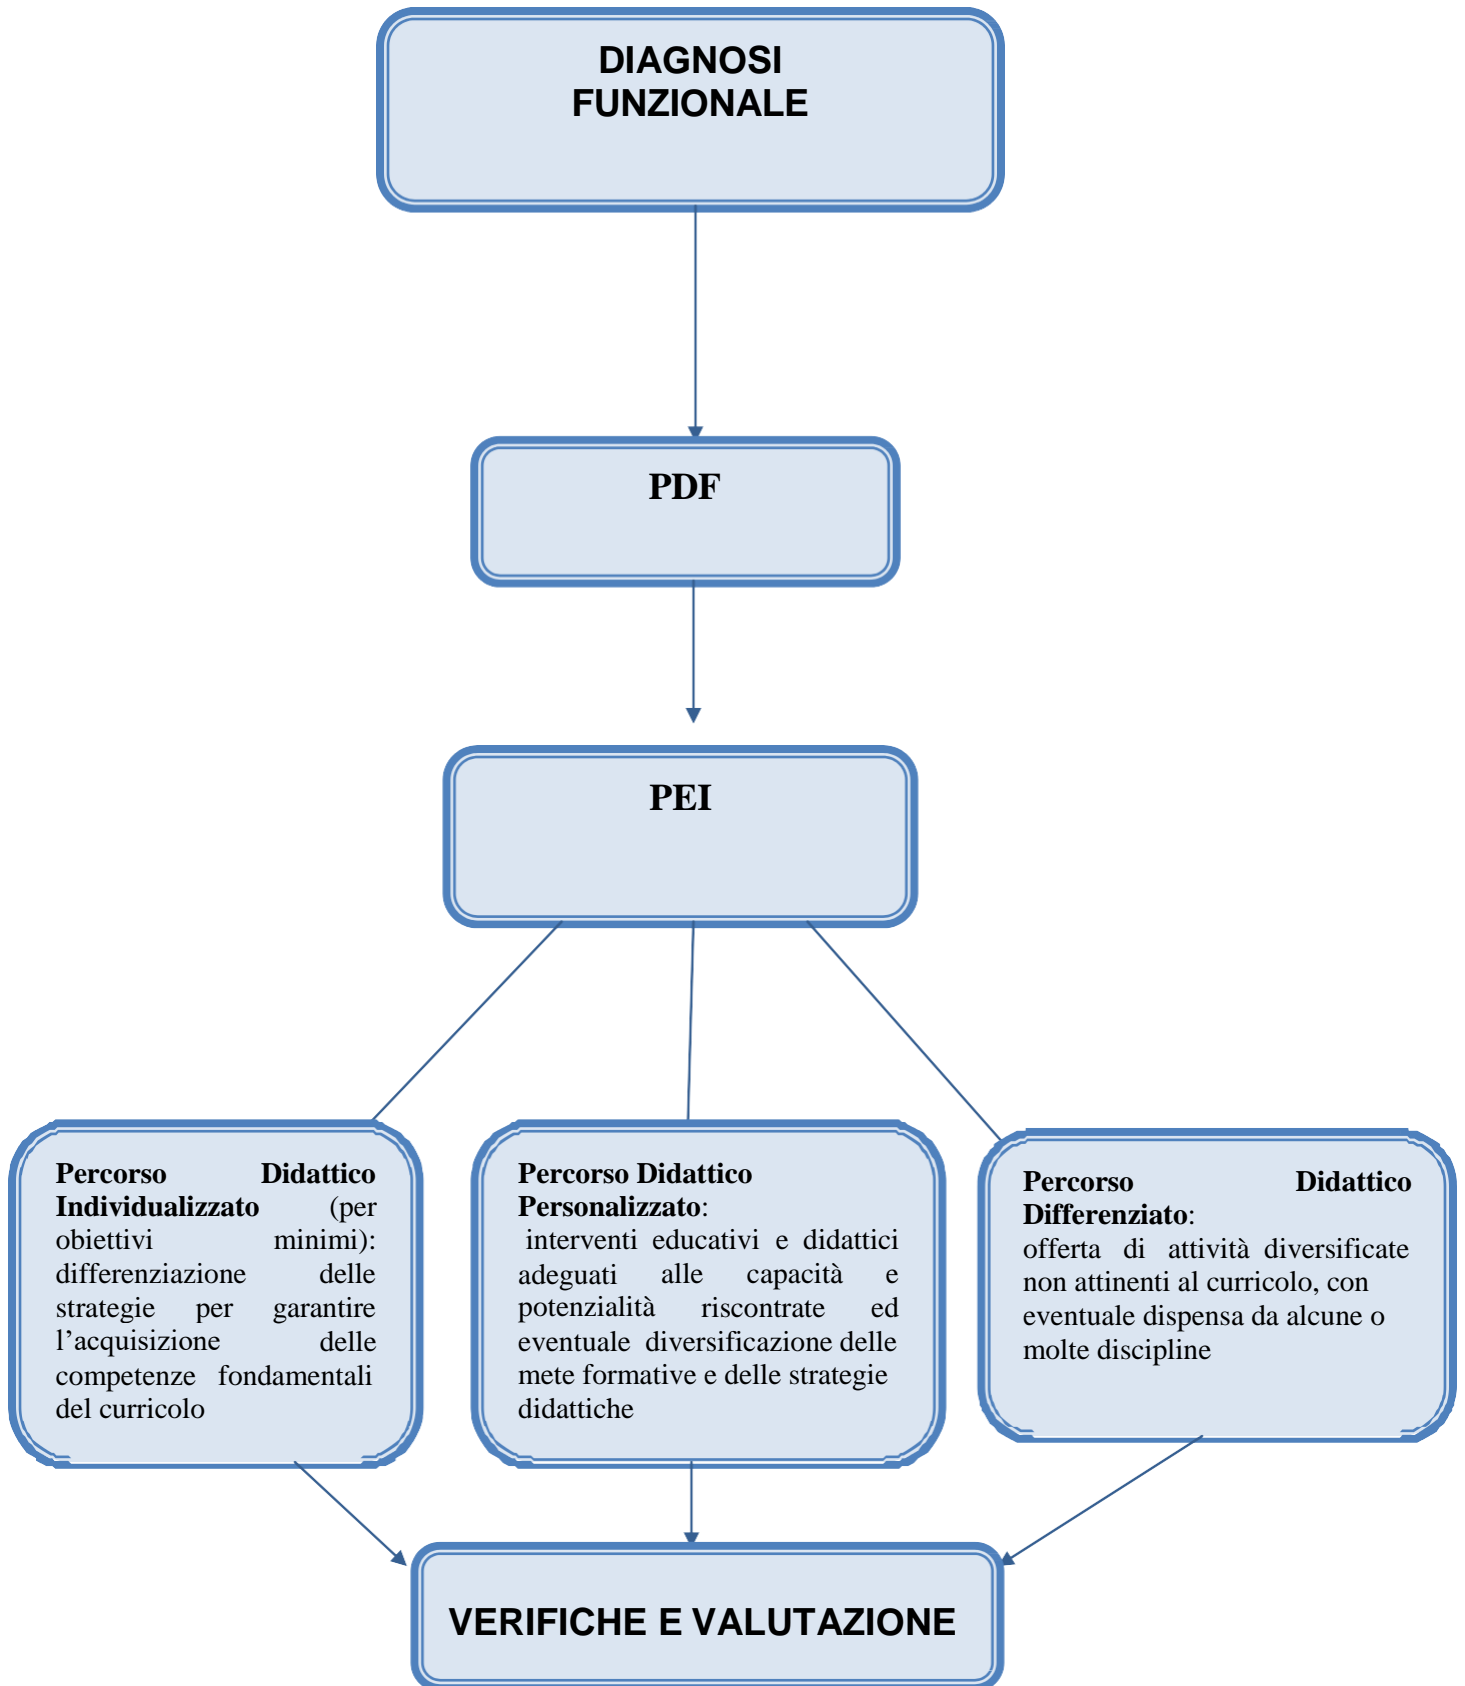 DIAGNOSI
FUNZIONALE
PDF
PEI
Percorso Didattico
Individualizzato (per
obiettivi minimi):
differenziazione delle
strategie per garantire
l’acquisizione delle
competenze fondamentali
del curricolo
Percorso Didattico
Personalizzato:
interventi educativi e didattici
adeguati alle capacità e
potenzialità riscontrate ed
eventuale diversificazione delle
mete formative e delle strategie
didattiche
Percorso Didattico
Differenziato:
offerta di attività diversificate
non attinenti al curricolo, con
eventuale dispensa da alcune o
molte discipline
VERIFICHE E VALUTAZIONE